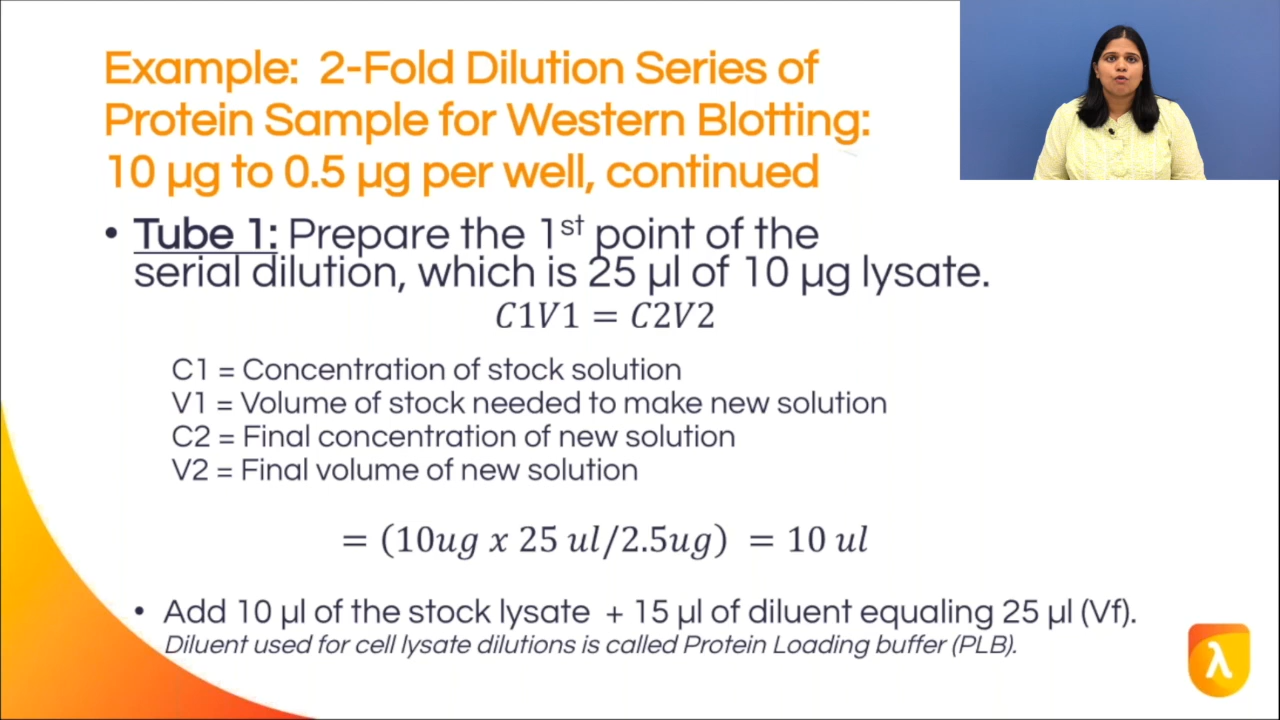 Example:  2-Fold Dilution Series of
Protein Sample for Western Blotting:
10 µg to 0.5 µg per well, continued
• Tube 1: Prepare the 1st point of the
serial dilution, which is 25 µl of 10 µg lysate.
C1V1 = C2V2
C1 = Concentration of stock solution
V1 = Volume of stock needed to make new solution
C2 = Final concentration of new solution
V2 = Final volume of new solution
= (10ug x 25 ul/2.5ug)  = 10 ul
• Add 10 µl of the stock lysate  + 15 µl of diluent equaling 25 µl (Vf).
Diluent used for cell lysate dilutions is called Protein Loading buffer (PLB).
λ